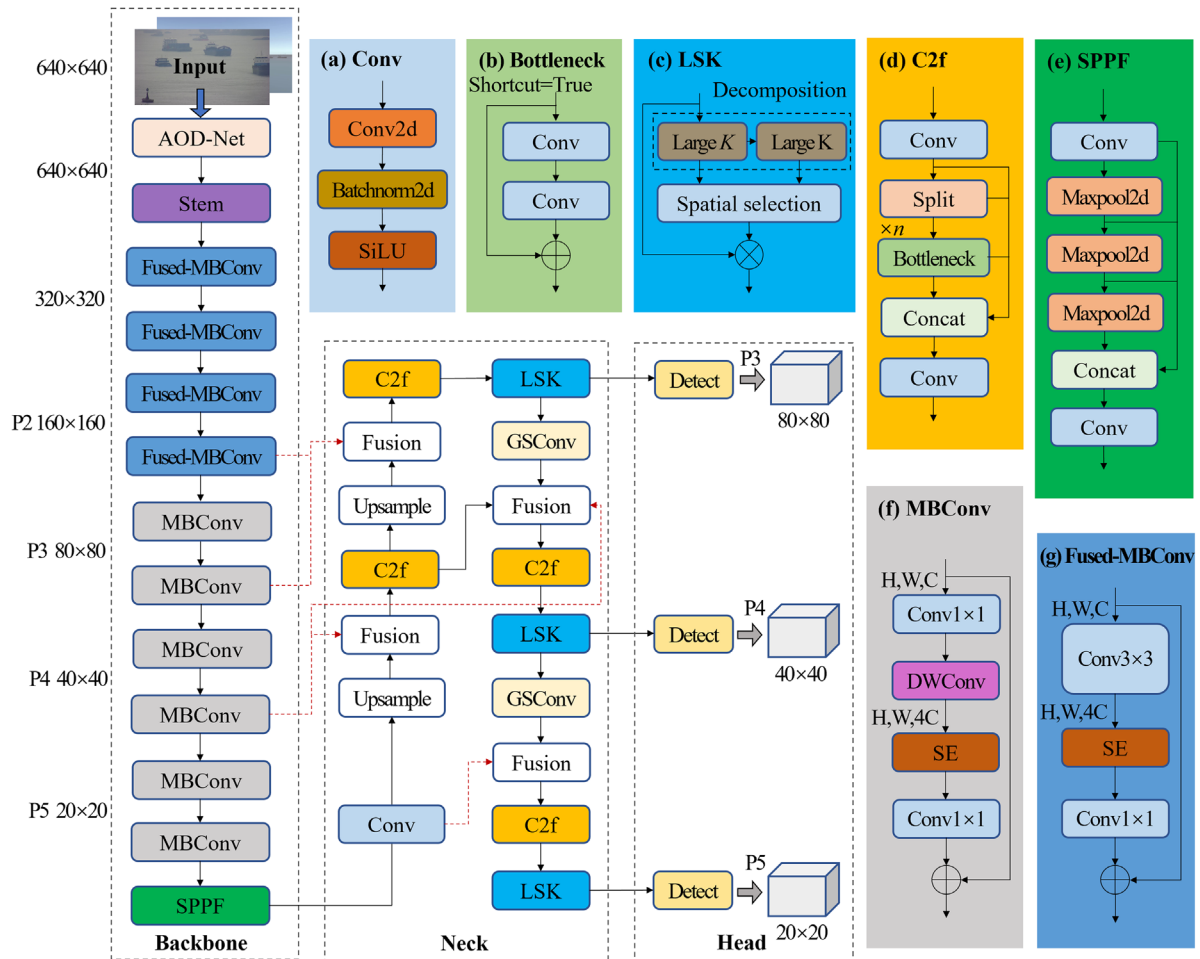 640×640
Input
AOD-Net
640×640
Stem
Fused-MBConv
320×320
Fused-MBConv
Fused-MBConv
P2 160×160
Fused-MBConv
MBConv
P3 80×80
MBConv
MBConv
P4 40×40
MBConv
MBConv
P5 20×20
MBConv
SPPF
Backbone
(a) Conv
Conv2d
Batchnorm2d
SiLU
(b) Bottleneck
Shortcut=True
Conv
Conv
(c) LSK
Decomposition
Large K
Large K
Spatial selection
(d) C2f
Conv
Split
×n
Bottleneck
Concat
Conv
(e) SPPF
Conv
Maxpool2d
Maxpool2d
Maxpool2d
Concat
Conv
C2f
Fusion
Upsample
C2f
Fusion
Upsample
Conv
LSK
GSConv
Fusion
C2f
LSK
GSConv
Fusion
C2f
LSK
Neck
Detect
P3
80×80
Detect
P4
40×40
Detect
P5
20×20
Head
(f) MBConv
H,W,C
Conv1×1
DWConv
H,W,4C
SE
Conv1×1
(g) Fused-MBConv
H,W,C
Conv3×3
H,W,4C
SE
Conv1×1